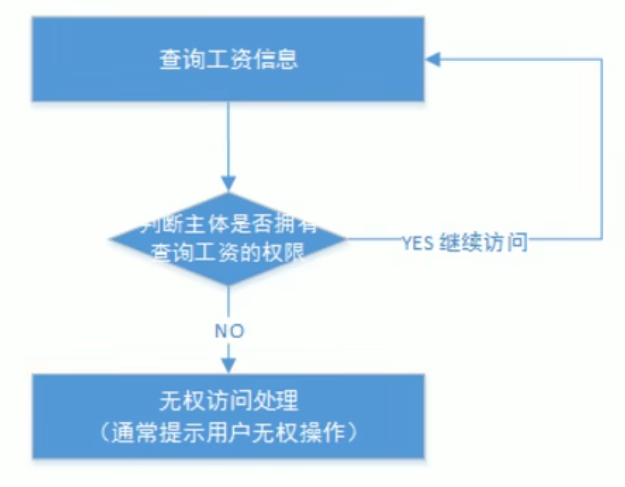 查询工资信息
判断主体是否拥有
查询工资的权限
YES 继续访问
NO
无权访问处理
（通常提示用户无权操作）